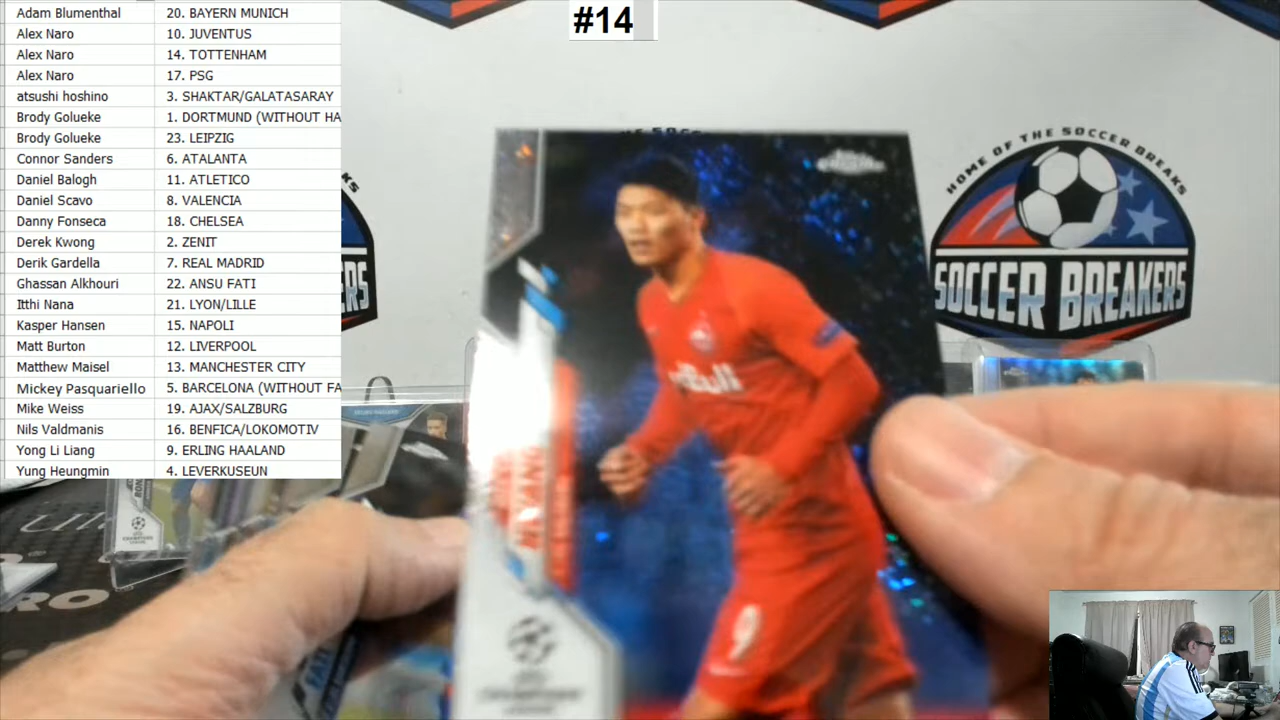 #14
Adam Blumenthal 20. BAYERN MUNICH
Alex Naro 10. JUVENTUS
Alex Naro 14. TOTTENHAM
Alex Naro 17. PSG
atsushi hoshino 3. SHAKTAR/GALATASARAY
Brody Golueke 1. DORTMUND (WITHOUT HA
Brody Golueke 23. LEIPZIG
Connor Sanders 6. ATALANTA
Daniel Balogh 11. ATLETICO
Daniel Scavo 8. VALENCIA
Danny Fonseca 18. CHELSEA
Derek Kwong 2. ZENIT
Derik Gardella 7. REAL MADRID
Ghassan Alkhouri 22. ANSU FATI
Itthi Nana 21. LYON/LILLE
Kasper Hansen 15. NAPOLI
Matt Burton 12. LIVERPOOL
Matthew Maisel 13. MANCHESTER CITY
Mickey Pasquariello 5. BARCELONA (WITHOUT FA
Mike Weiss 19. AJAX/SALZBURG
Nils Valdmanis 16. BENFICA/LOKOMOTIV
Yong Li Liang 9. ERLING HAALAND
Yung Heungmin 4. LEVERKUSEUN
HOME OF THE SOCCER BREAKS
SOCCER BREAKERS
9